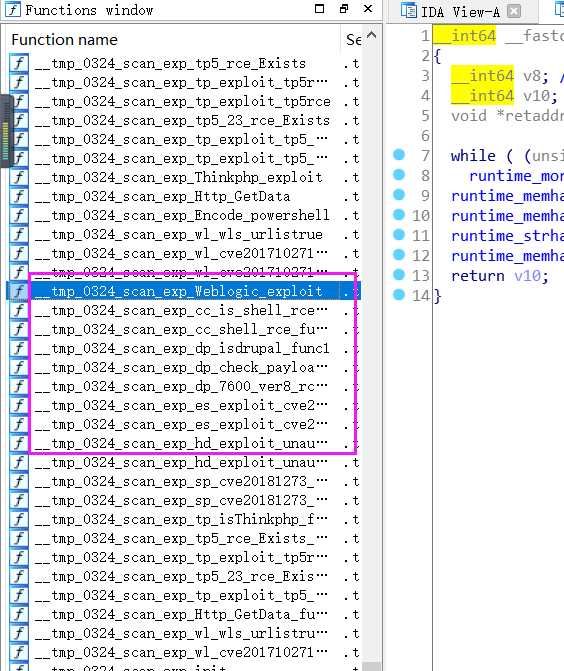 Functions window
IDA View-A
Function name
Se
__tmp_0324_scan_exp_tp5_rce_Exists .t
__tmp_0324_scan_exp_tp_exploit_tp5r… .t
__tmp_0324_scan_exp_tp_exploit_tp5rce .t
__tmp_0324_scan_exp_tp5_23_rce_Exists .t
__tmp_0324_scan_exp_tp_exploit_tp5_… .t
__tmp_0324_scan_exp_tp_exploit_tp5_… .t
__tmp_0324_scan_exp_Thinkphp_exploit .t
__tmp_0324_scan_exp_Http_GetData .t
__tmp_0324_scan_exp_Encode_powershell .t
__tmp_0324_scan_exp_wl_wls_urlistrue .t
__tmp_0324_scan_exp_wl_cve201710271… .t
__tmp_0324_scan_exp_wl_cve201710271… .t
__tmp_0324_scan_exp_Weblogic_exploit .t
__tmp_0324_scan_exp_cc_is_shell_rce… .t
__tmp_0324_scan_exp_cc_shell_rce_fu… .t
__tmp_0324_scan_exp_dp_isdrupal_func1 .t
__tmp_0324_scan_exp_dp_check_payloa… .t
__tmp_0324_scan_exp_dp_7600_ver8_rc… .t
__tmp_0324_scan_exp_es_exploit_cve2… .t
__tmp_0324_scan_exp_es_exploit_cve2… .t
__tmp_0324_scan_exp_hd_exploit_unau… .t
__tmp_0324_scan_exp_hd_exploit_unau… .t
__tmp_0324_scan_exp_sp_cve20181273_… .t
__tmp_0324_scan_exp_sp_cve20181273_… .t
__tmp_0324_scan_exp_tp_isThinkphp_f… .t
__tmp_0324_scan_exp_tp5_rce_Exists_… .t
__tmp_0324_scan_exp_tp_exploit_tp5r… .t
__tmp_0324_scan_exp_tp5_23_rce_Exis… .t
__tmp_0324_scan_exp_tp_exploit_tp5_… .t
__tmp_0324_scan_exp_Http_GetData_fu… .t
__tmp_0324_scan_exp_wl_wls_urlistru… .t
__tmp_0324_scan_exp_init .t
1 __int64 __fastc
2 {
3 __int64 v8; /
4 __int64 v10;
5 void *retaddr
6
7 while ( (unsi
8 runtime_mor
9 runtime_memha
10 runtime_memha
11 runtime_strha
12 runtime_memha
13 return v10;
14 }